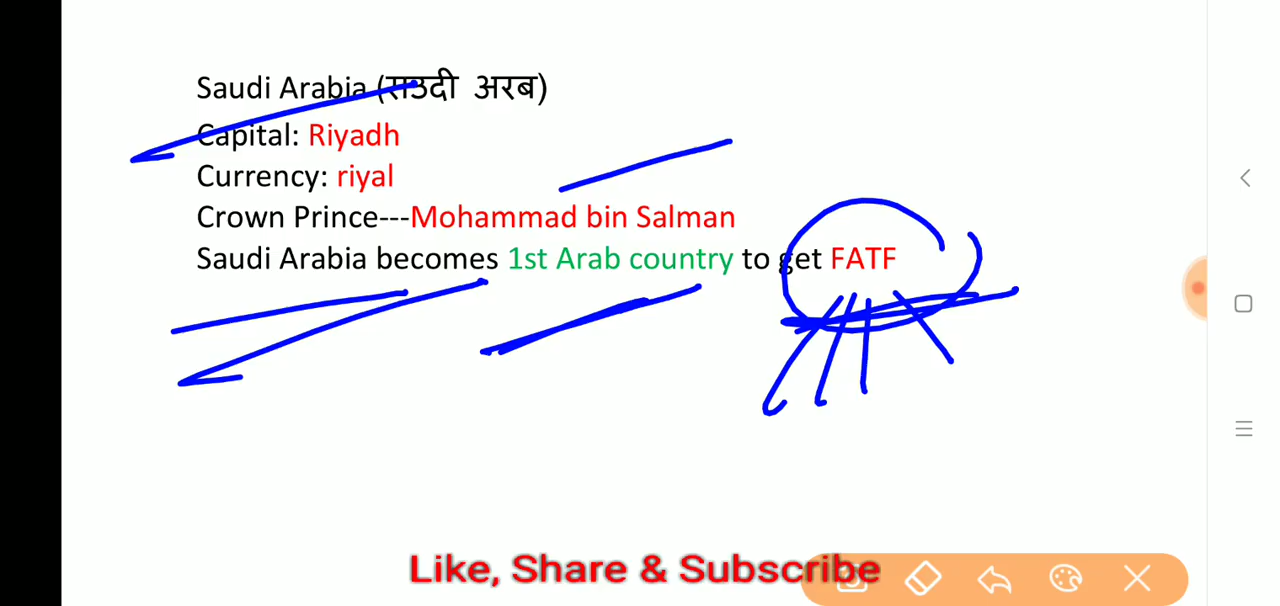 Saudi Arabia (सउदी अरब)
Capital: Riyadh
Currency: riyal
Crown Prince---Mohammad bin Salman
Saudi Arabia becomes 1st Arab country to get FATF
Like, Share & Subscribe